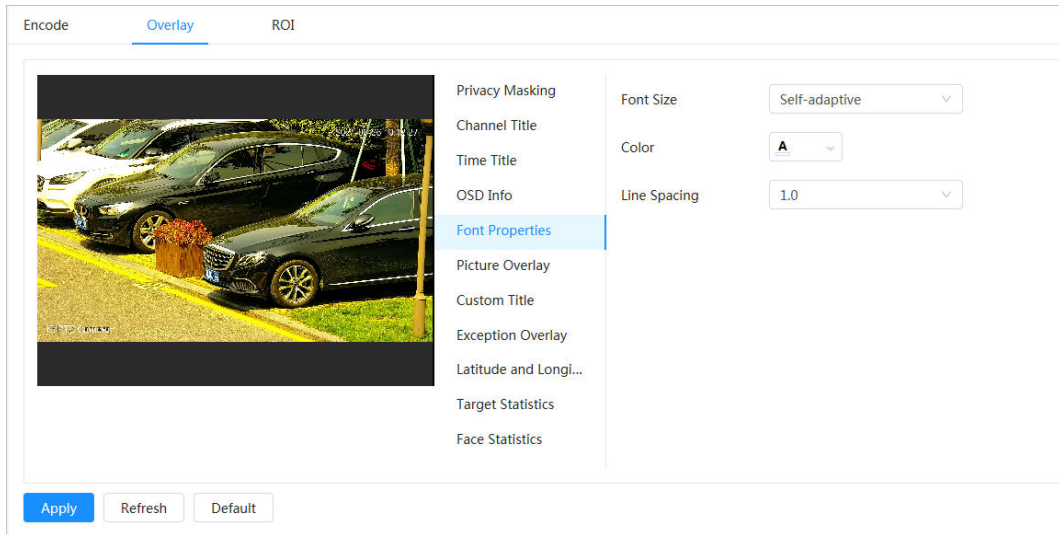 Encode Overlay ROI
Privacy Masking
Channel Title
Time Title
OSD Info
Font Properties
Picture Overlay
Custom Title
Exception Overlay
Latitude and Longi...
Target Statistics
Face Statistics
Font Size Self-adaptive
Color A
Line Spacing 1.0
Camera
Apply Refresh Default